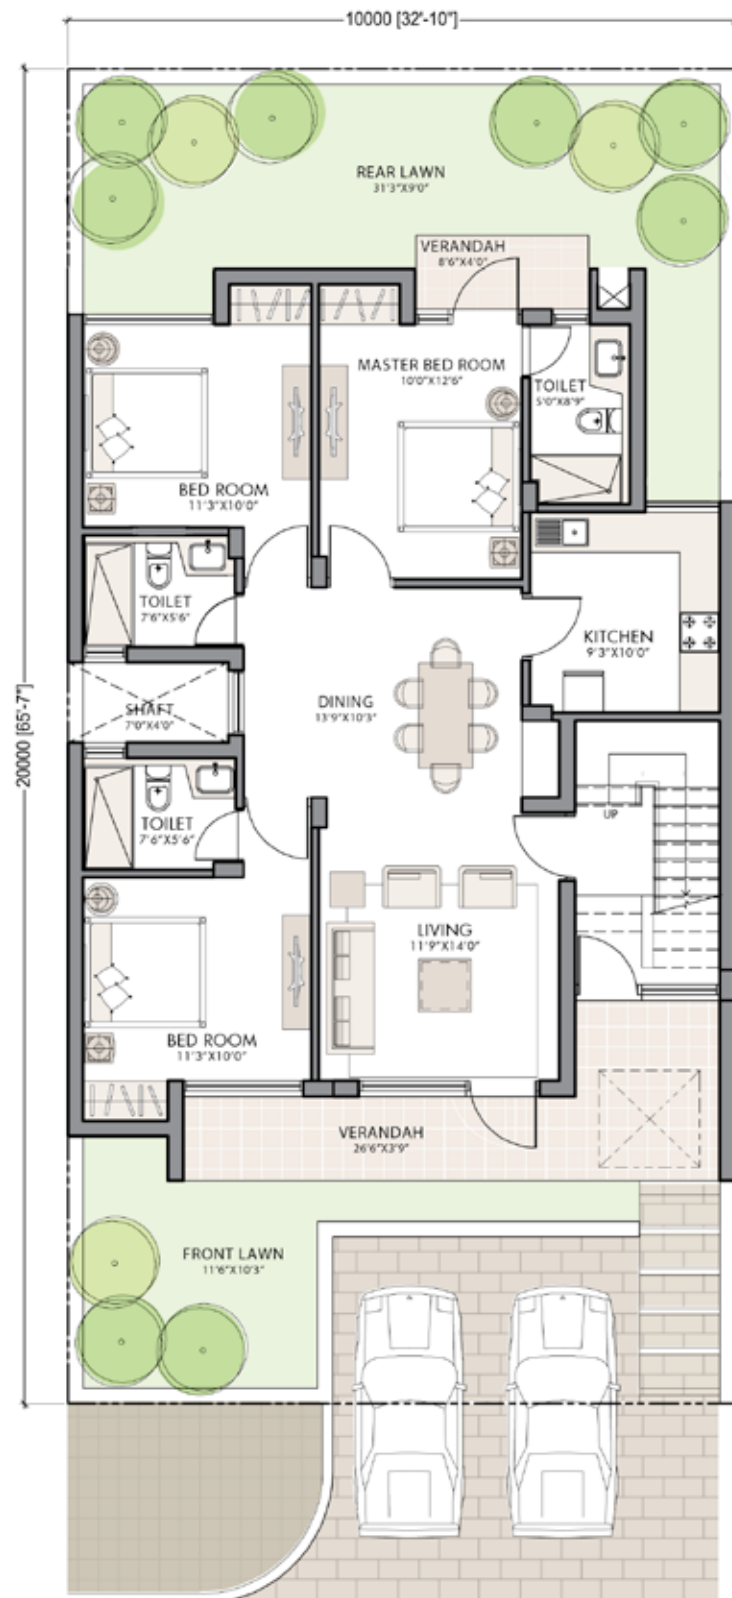 10000 [32'-10"]
REAR LAWN
31'3"X9'0"
VERANDAH
8'6"X4'0"
MASTER BED ROOM
10'0"X12'6"
TOILET
5'0"X8'9"
BED ROOM
11'3"X10'0"
TOILET
7'6"X5'6"
KITCHEN
9'3"X10'0"
20000 [65'-7"]
SHAFT
7'0"X4'0"
DINING
13'9"X10'3"
UP
TOILET
7'6"X5'6"
LIVING
11'9"X14'0"
BED ROOM
11'3"X10'0"
VERANDAH
26'6"X3'9"
FRONT LAWN
11'6"X10'3"